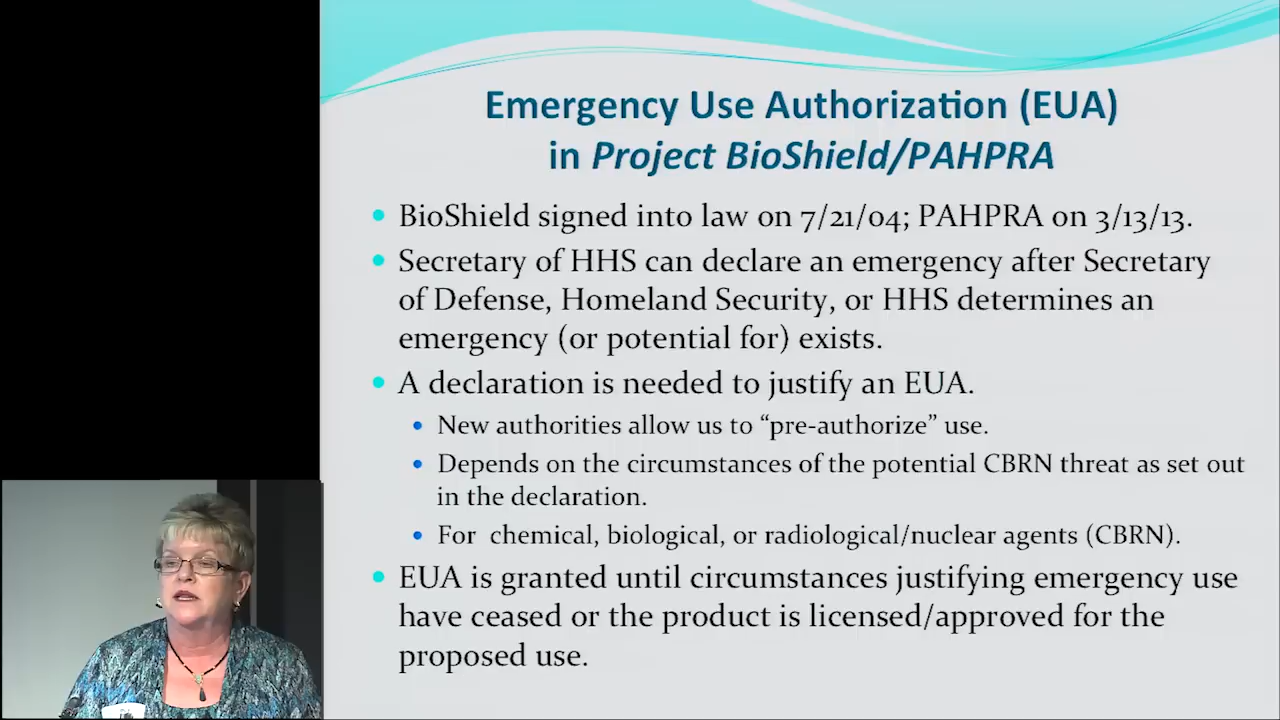 Emergency Use Authorization (EUA)
in Project BioShield/PAHPRA
• BioShield signed into law on 7/21/04; PAHPRA on 3/13/13.
• Secretary of HHS can declare an emergency after Secretary
of Defense, Homeland Security, or HHS determines an
emergency (or potential for) exists.
• A declaration is needed to justify an EUA.
• New authorities allow us to “pre-authorize” use.
• Depends on the circumstances of the potential CBRN threat as set out
in the declaration.
• For chemical, biological, or radiological/nuclear agents (CBRN).
• EUA is granted until circumstances justifying emergency use
have ceased or the product is licensed/approved for the
proposed use.